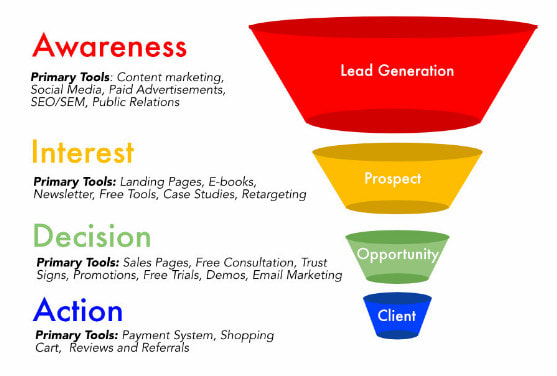 Awareness
Primary Tools: Content marketing,
Social Media, Paid Advertisements,
SEO/SEM, Public Relations
Lead Generation
Interest
Primary Tools: Landing Pages, E-books,
Newsletter, Free Tools, Case Studies, Retargeting
Prospect
Decision
Primary Tools: Sales Pages, Free Consultation, Trust
Signs, Promotions, Free Trials, Demos, Email Marketing
Opportunity
Action
Primary Tools: Payment System, Shopping
Cart, Reviews and Referrals
Client